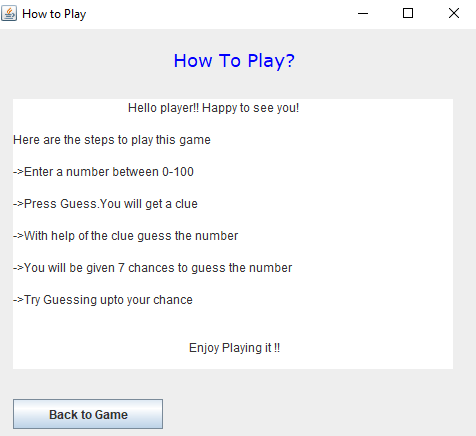 How to Play
How To Play?
Hello player!! Happy to see you!
Here are the steps to play this game
->Enter a number between 0-100
->Press Guess.You will get a clue
->With help of the clue guess the number
->You will be given 7 chances to guess the number
->Try Guessing upto your chance
Enjoy Playing it !!
Back to Game